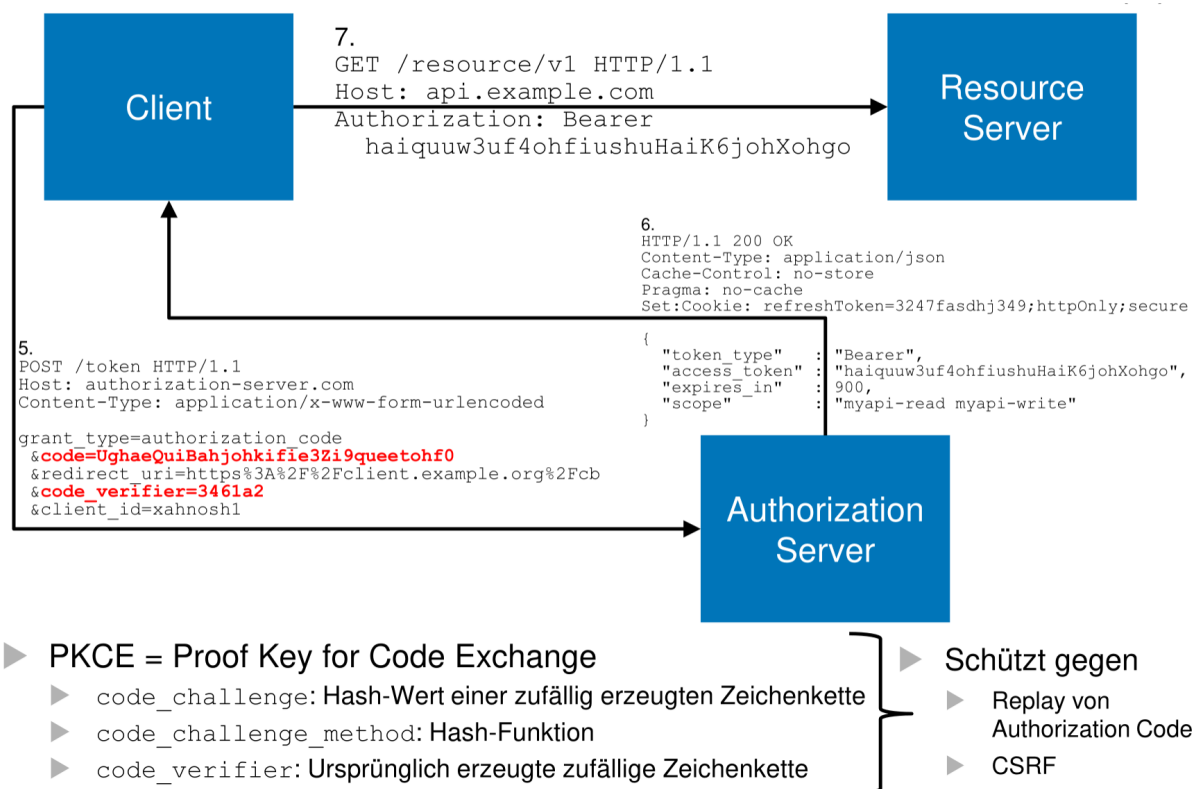 Client
7.
GET /resource/v1 HTTP/1.1
Host: api.example.com
Authorization: Bearer
haiquuw3uf4ohfiushuHaiK6johXohgo
Resource
Server
6.
HTTP/1.1 200 OK
Content-Type: application/json
Cache-Control: no-store
Pragma: no-cache
Set:Cookie: refreshToken=3247fasdhj349;httpOnly;secure
{
"token_type" : "Bearer",
"access_token" : "haiquuw3uf4ohfiushuHaiK6johXohgo",
"expires_in" : 900,
"scope" : "myapi-read myapi-write"
}
5.
POST /token HTTP/1.1
Host: authorization-server.com
Content-Type: application/x-www-form-urlencoded
grant_type=authorization_code
&code=UghaeQuiBahjohkifie3Zi9queetohf0
&redirect_uri=https%3A%2F%2Fclient.example.org%2Fcb
&code_verifier=3461a2
&client_id=xahnosh1
Authorization
Server
PKCE = Proof Key for Code Exchange
code_challenge: Hash-Wert einer zufällig erzeugten Zeichenkette
code_challenge_method: Hash-Funktion
code_verifier: Ursprünglich erzeugte zufällige Zeichenkette
Schützt gegen
Replay von
Authorization Code
CSRF